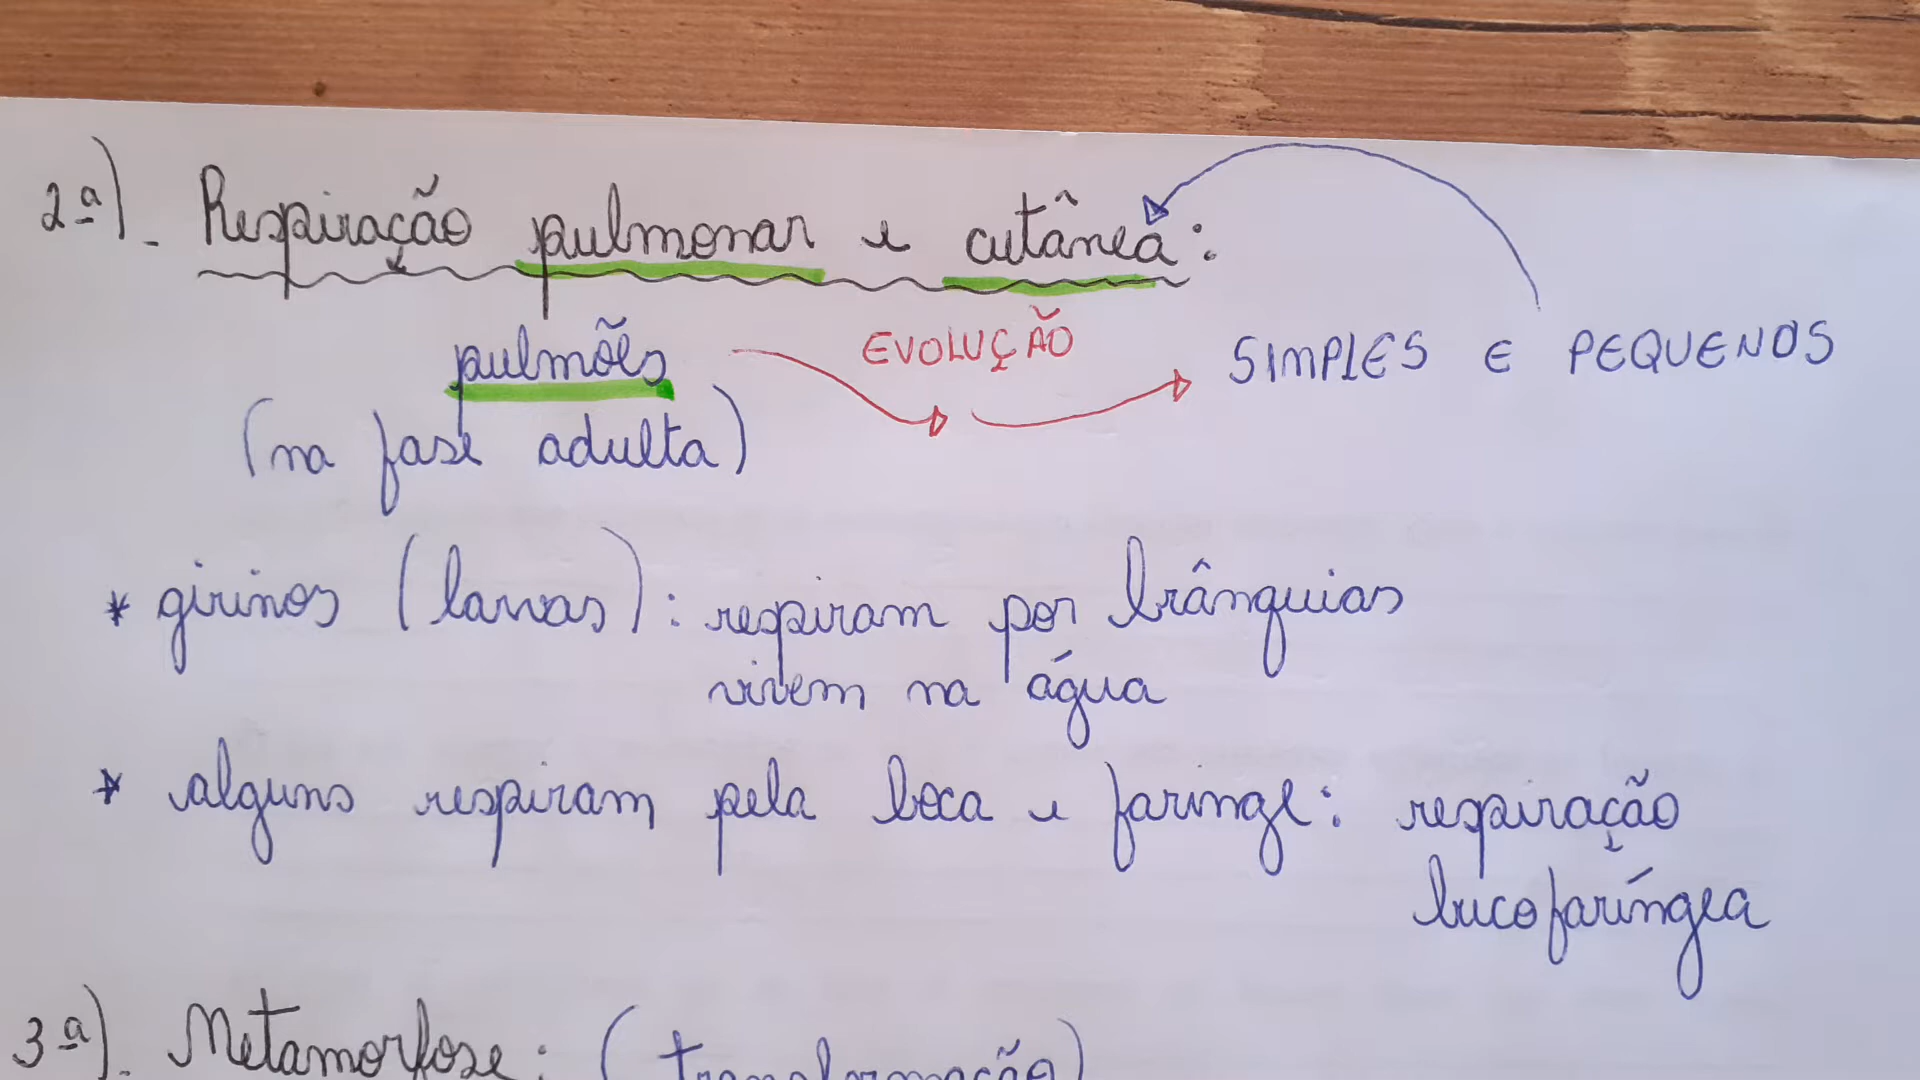 2ª). Respiração pulmonar e cutânea:
pulmões EVOLUÇÃO SIMPLES E PEQUENOS
(na fase adulta)
* girinos (larvas): respiram por brânquias
vivem na água
* alguns respiram pela boca e faringe: respiração
bucofaríngea
3ª). Metamorfose: (transformação)